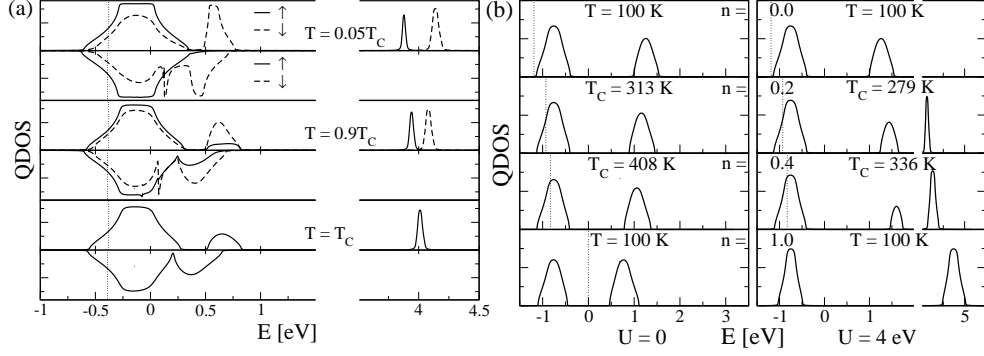 (a)
↑
↓
T = 0.05T_C
↑
↓
T = 0.9T_C
T = T_C
QDOS
-1 -0.5 0 0.5 1 4 4.5
E [eV]
(b)
T = 100 K n = 0.0 T = 100 K
T_C = 313 K n = 0.2 T_C = 279 K
T_C = 408 K n = 0.4 T_C = 336 K
T = 100 K n = 1.0 T = 100 K
QDOS
-1 0 1 2 3 -1 0 1 5
E [eV]
U = 0 U = 4 eV